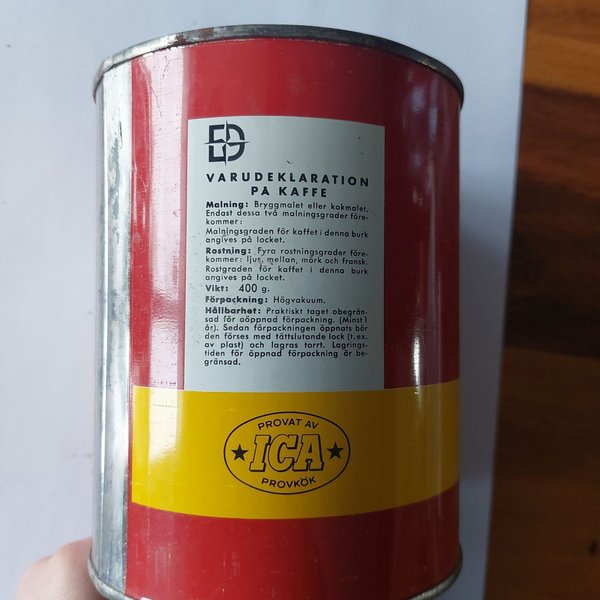 ED
VARUDEKLARATION
PÅ KAFFE
Malning: Bryggmalet eller kokmalet.
Endast dessa två malningsgrader före-
kommer:
Malningsgraden för kaffet i denna burk
angives på locket.
Rostning: Fyra rostningsgrader före-
kommer: ljus, mellan, mörk och fransk.
Rostgraden för kaffet i denna burk
angives på locket.
Vikt: 400 g.
Förpackning: Högvakuum.
Hållbarhet: Praktiskt taget obegrän-
sad för oöppnad förpackning. (Minst 1
år). Sedan förpackningen öppnats bör
den förses med tättslutande lock (t. ex.
av plast) och lagras torrt. Lagrings-
tiden för öppnad förpackning är be-
gränsad.
PROVAT AV
ICA
PROVKÖK